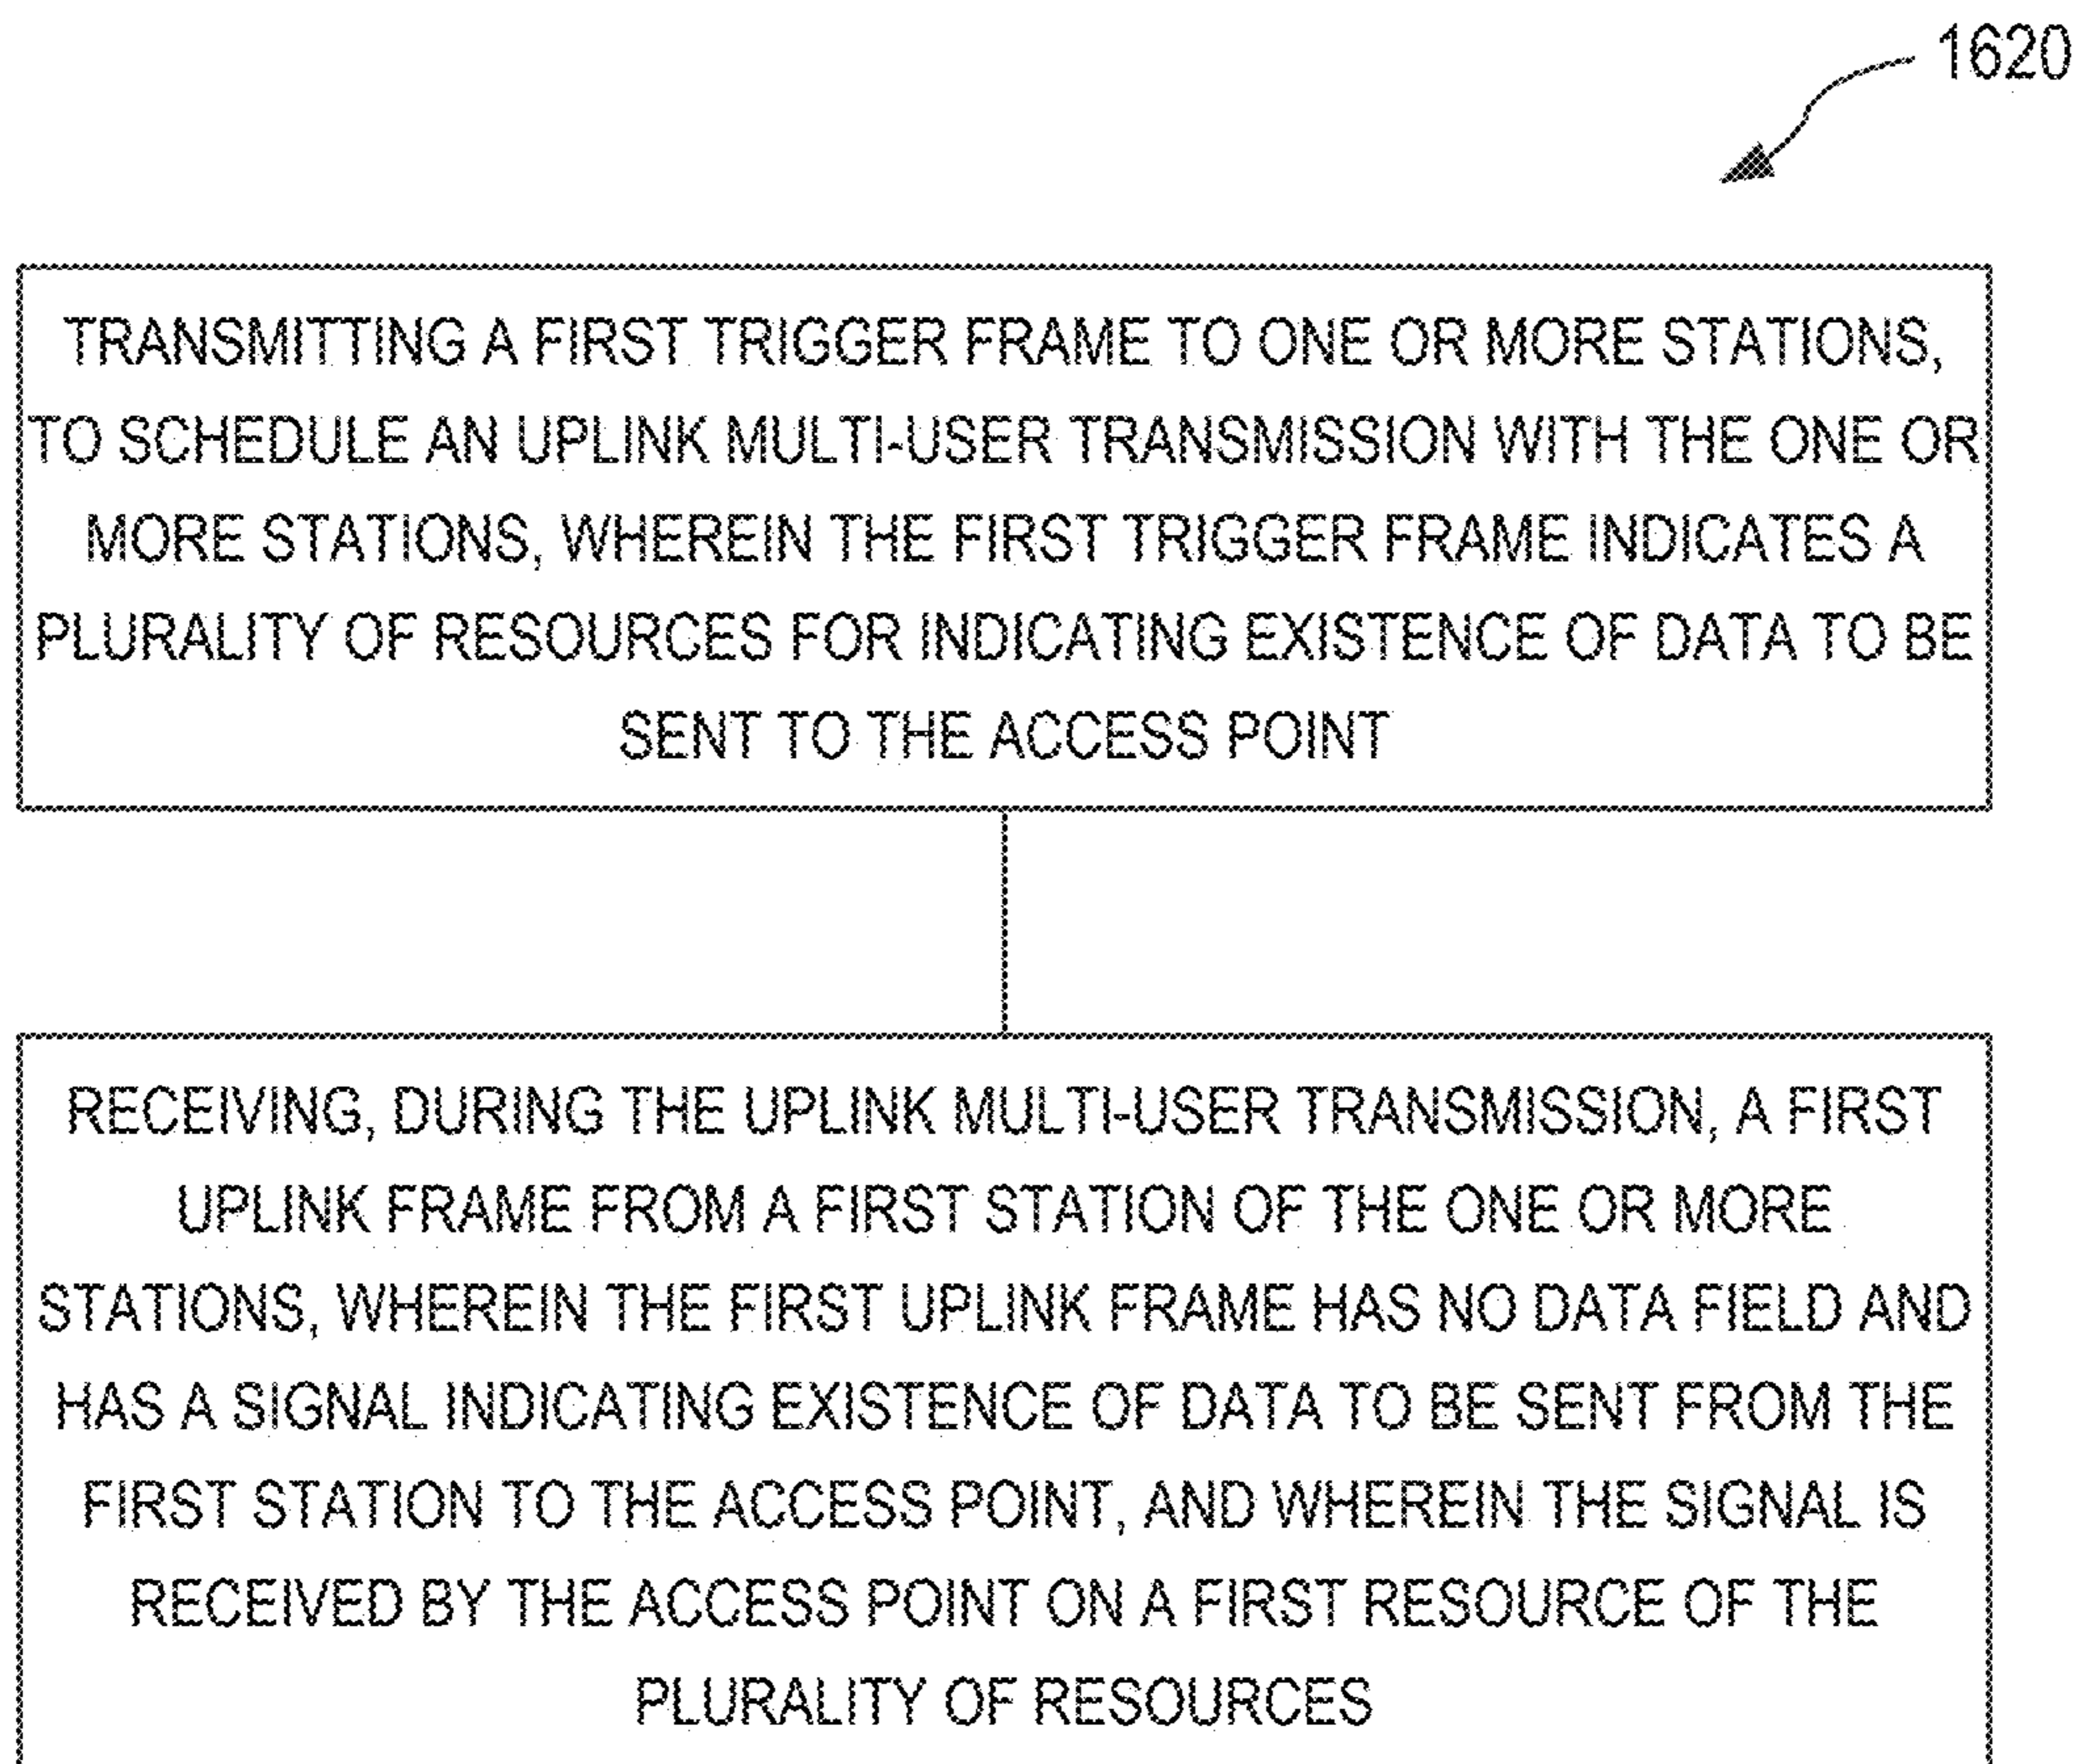 1620
TRANSMITTING A FIRST TRIGGER FRAME TO ONE OR MORE STATIONS,
TO SCHEDULE AN UPLINK MULTI-USER TRANSMISSION WITH THE ONE OR
MORE STATIONS, WHEREIN THE FIRST TRIGGER FRAME INDICATES A
PLURALITY OF RESOURCES FOR INDICATING EXISTENCE OF DATA TO BE
SENT TO THE ACCESS POINT
RECEIVING, DURING THE UPLINK MULTI-USER TRANSMISSION, A FIRST
UPLINK FRAME FROM A FIRST STATION OF THE ONE OR MORE
STATIONS, WHEREIN THE FIRST UPLINK FRAME HAS NO DATA FIELD AND
HAS A SIGNAL INDICATING EXISTENCE OF DATA TO BE SENT FROM THE
FIRST STATION TO THE ACCESS POINT, AND WHEREIN THE SIGNAL IS
RECEIVED BY THE ACCESS POINT ON A FIRST RESOURCE OF THE
PLURALITY OF RESOURCES